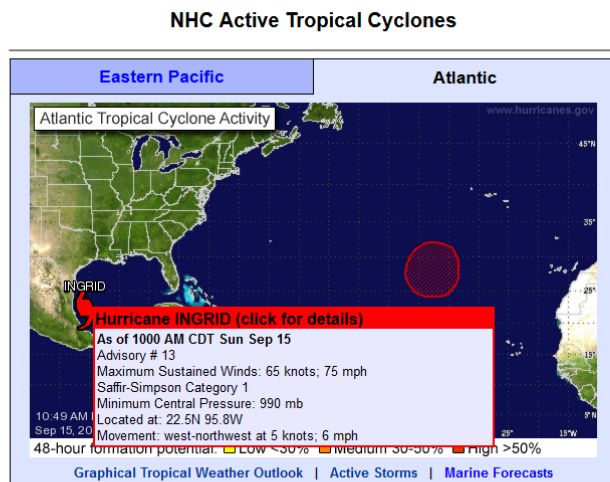 NHC Active Tropical Cyclones
Eastern Pacific
Atlantic
Atlantic Tropical Cyclone Activity
www.hurricanes.gov
45°N
35°N
25°N
INGRID
Hurricane INGRID (click for details)
As of 1000 AM CDT Sun Sep 15
Advisory # 13
Maximum Sustained Winds: 65 knots; 75 mph
Saffir-Simpson Category 1
Minimum Central Pressure: 990 mb
Located at: 22.5N 95.8W
Movement: west-northwest at 5 knots; 6 mph
15°N
5°N
10:49 AM
Sep 15, 20
25°
15°W
48-hour formation potential: Low <30% Medium 30-50% High >50%
Graphical Tropical Weather Outlook | Active Storms | Marine Forecasts